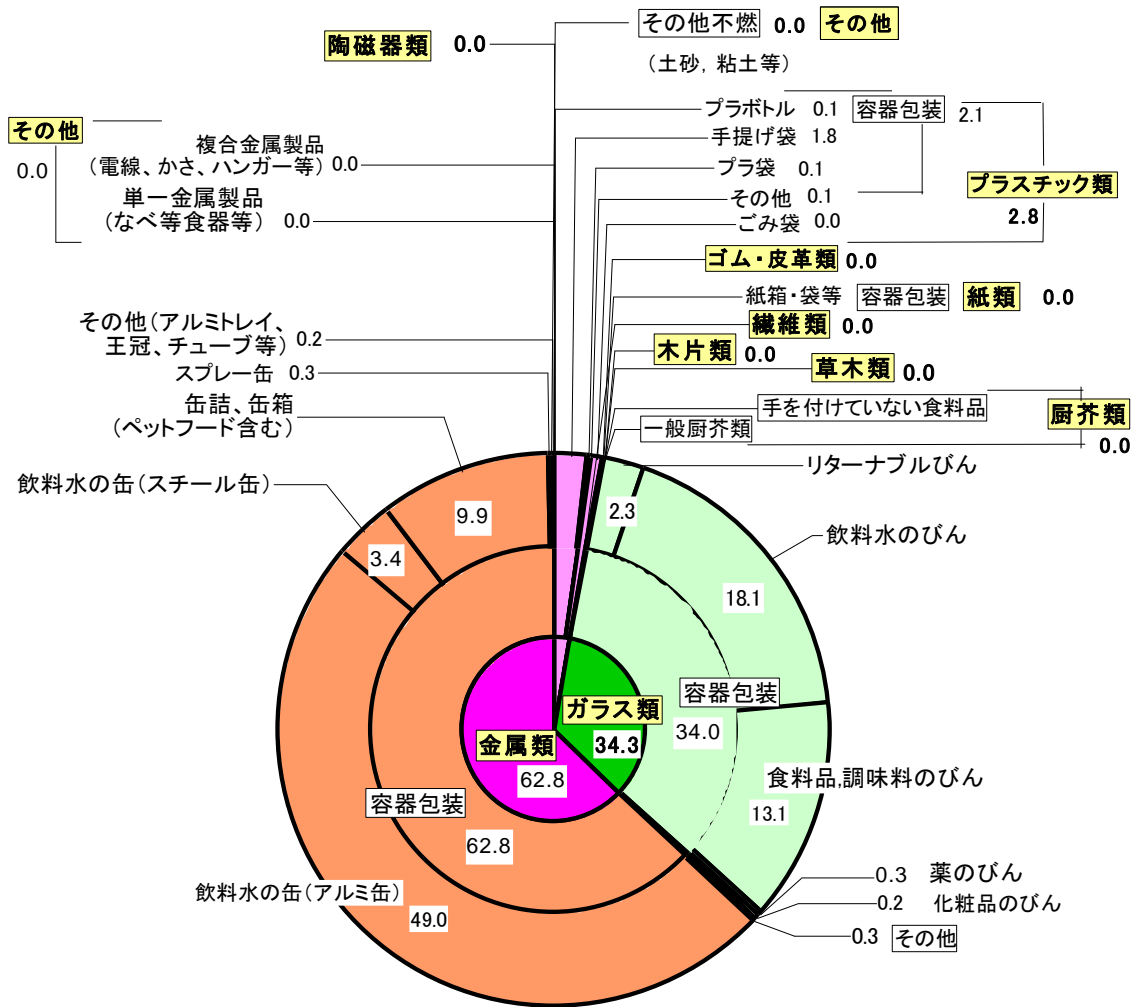 その他不燃 0.0 その他
(土砂, 粘土等)
陶磁器類 0.0
プラボトル 0.1 容器包装 2.1
手提げ袋 1.8
プラ袋 0.1
その他 0.1
ごみ袋 0.0
プラスチック類
2.8
その他
0.0
複合金属製品
(電線、かさ、ハンガー等) 0.0
単一金属製品
(なべ等食器等) 0.0
ゴム・皮革類 0.0
紙箱・袋等 容器包装 紙類 0.0
繊維類 0.0
木片類 0.0
草木類 0.0
手を付けていない食料品
一般厨芥類
厨芥類
0.0
その他(アルミトレイ、
王冠、チューブ等) 0.2
スプレー缶 0.3
缶詰、缶箱
(ペットフード含む)
飲料水の缶(スチール缶)
リターナブルびん
飲料水のびん
9.9
3.4
2.3
18.1
容器包装
34.0
ガラス類
34.3
金属類
62.8
食料品,調味料のびん
13.1
容器包装
62.8
飲料水の缶(アルミ缶)
49.0
0.3 薬のびん
0.2 化粧品のびん
0.3 その他